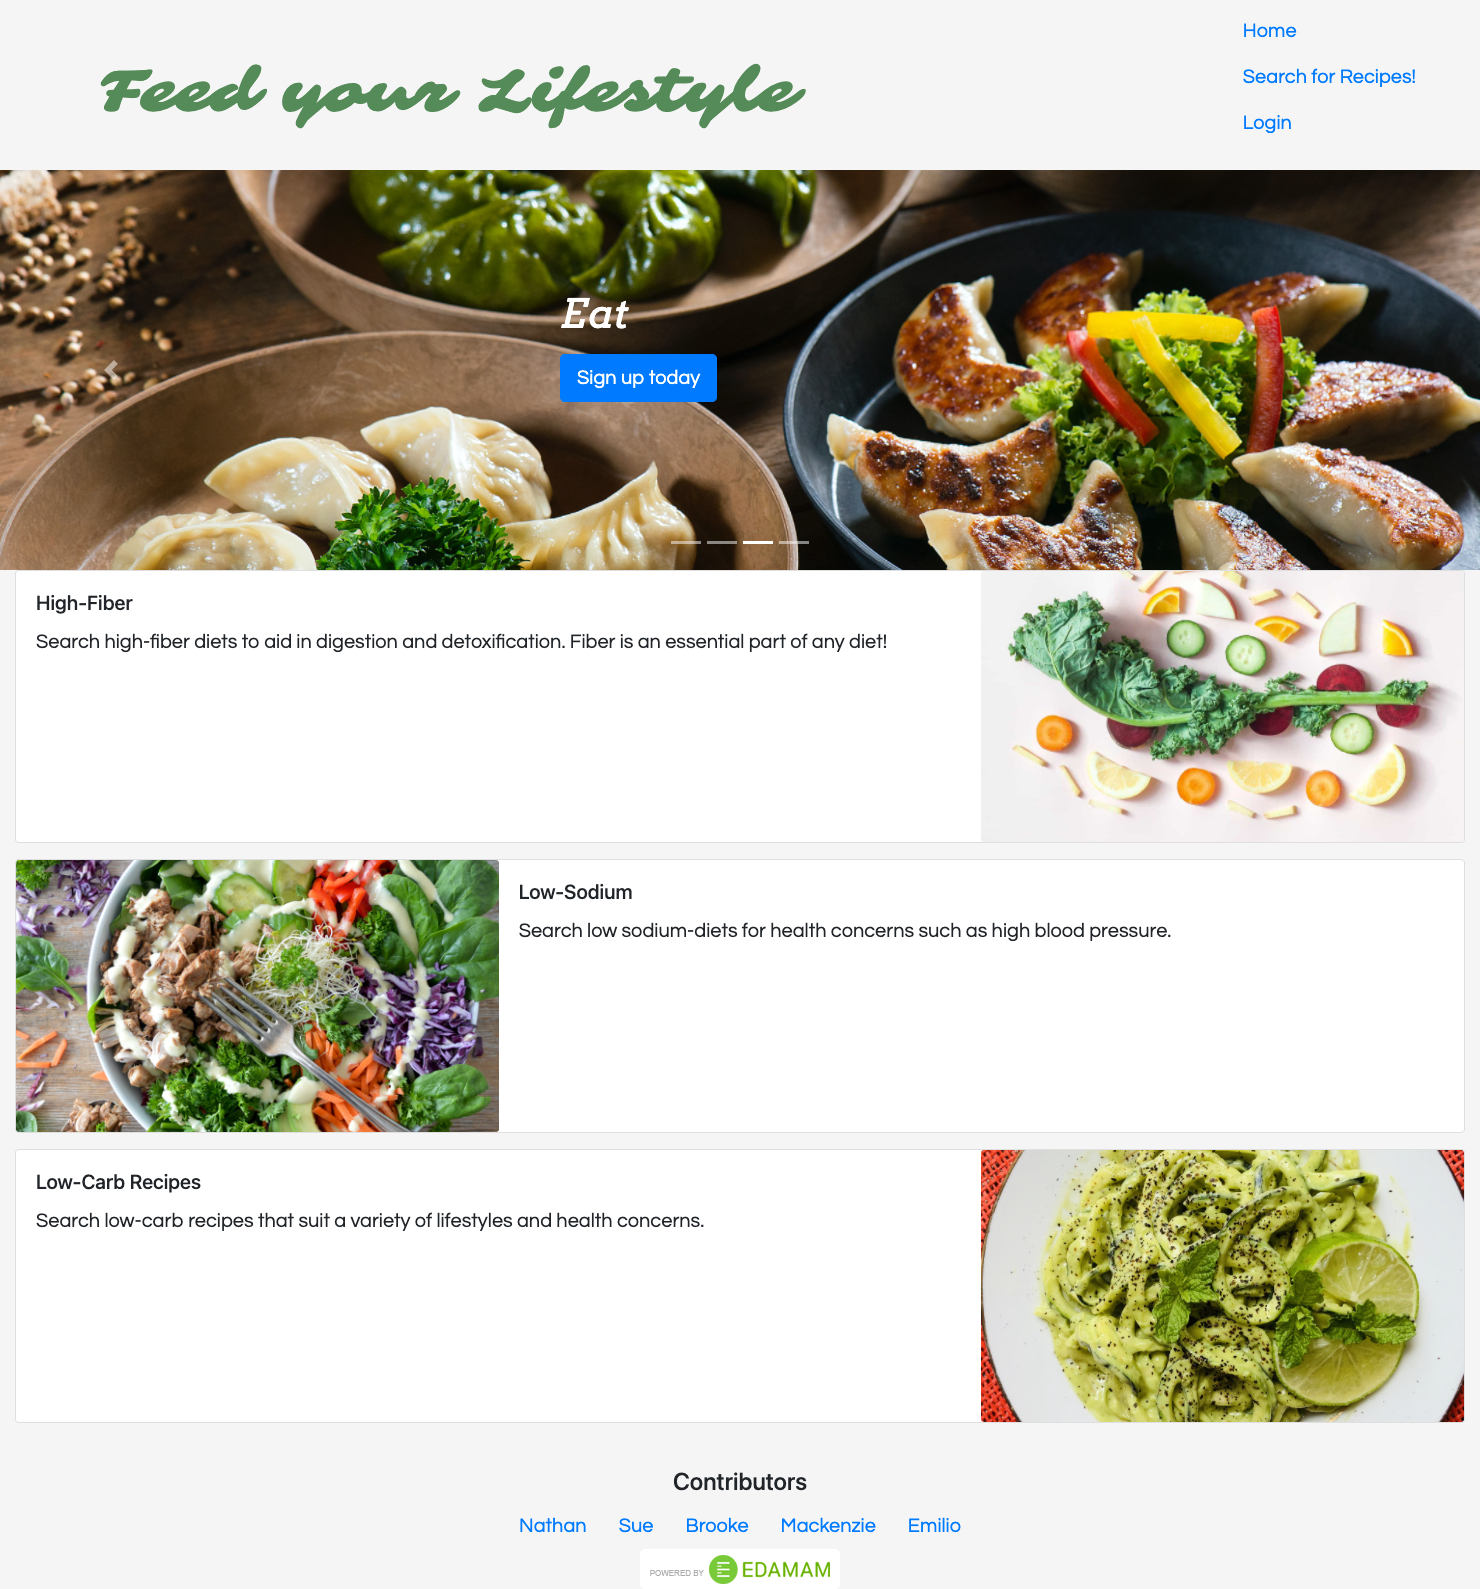 Feed your Lifestyle
Home
Search for Recipes!
Login
Eat
Sign up today
High-Fiber
Search high-fiber diets to aid in digestion and detoxification. Fiber is an essential part of any diet!
Low-Sodium
Search low sodium-diets for health concerns such as high blood pressure.
Low-Carb Recipes
Search low-carb recipes that suit a variety of lifestyles and health concerns.
Contributors
Nathan Sue Brooke Mackenzie Emilio
POWERED BY EDAMAM